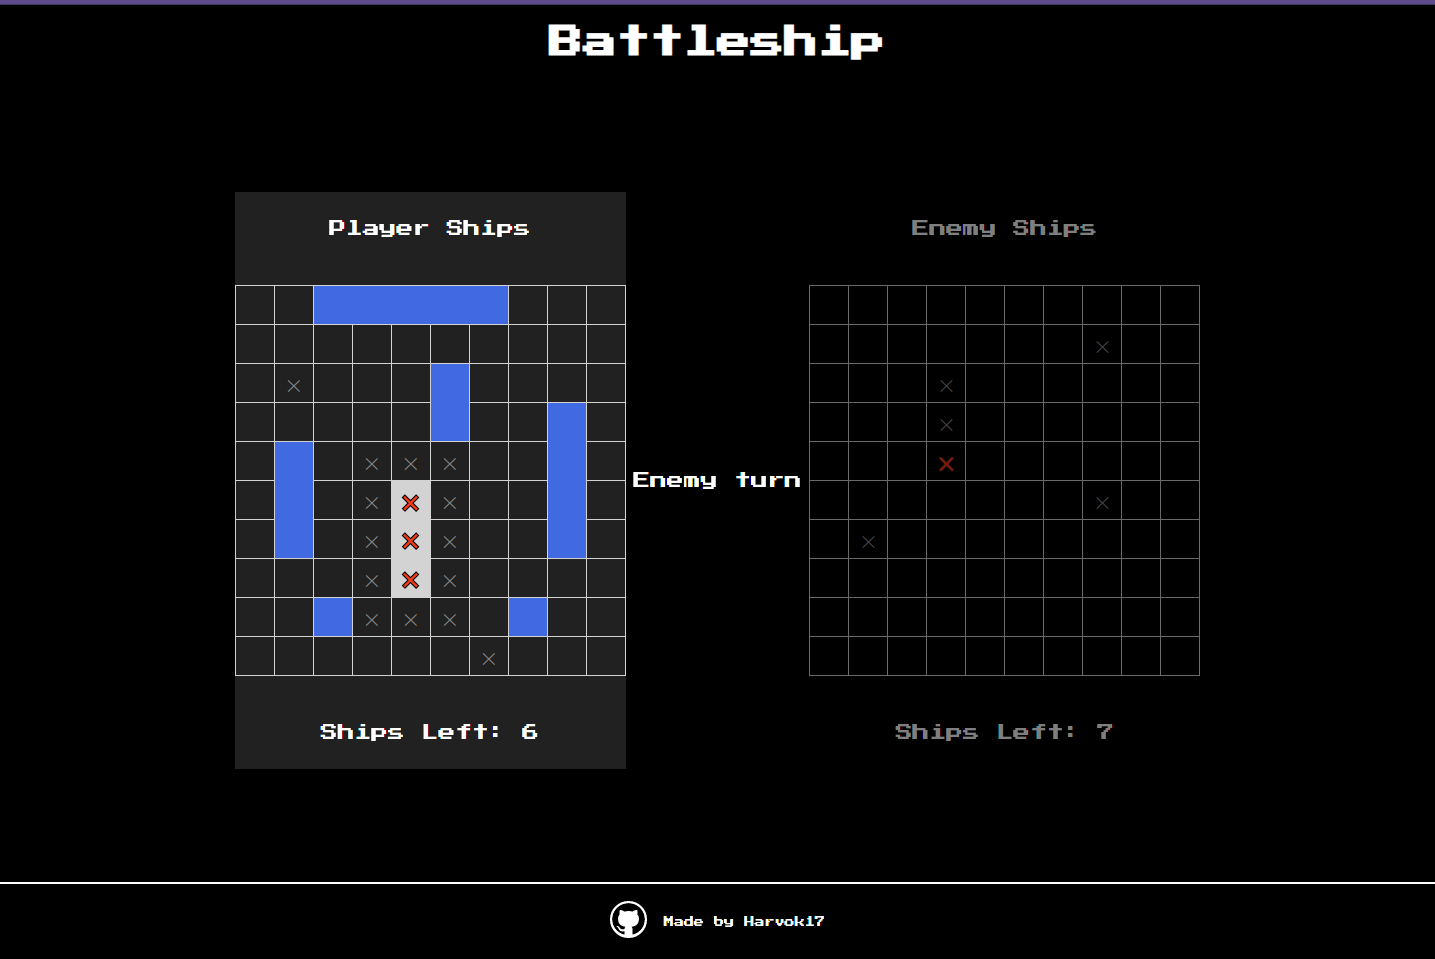 Battleship
Player Ships
Enemy Ships
Enemy turn
Ships Left: 6
Ships Left: 7
Made by Harvok17